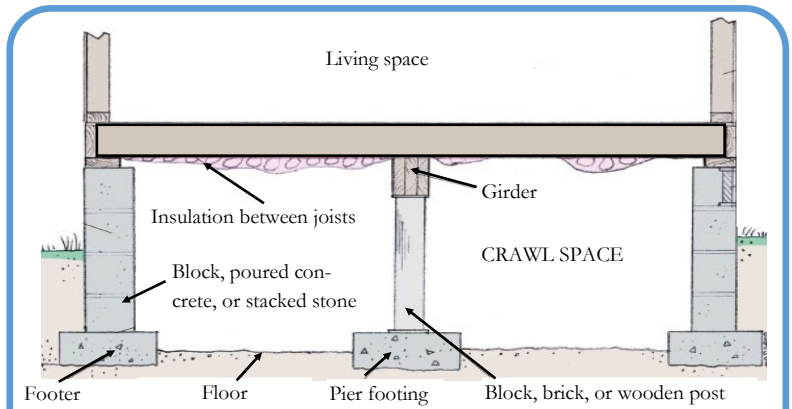 Living space
Girder
Insulation between joists
CRAWL SPACE
Block, poured con-
crete, or stacked stone
Footer
Floor
Pier footing
Block, brick, or wooden post